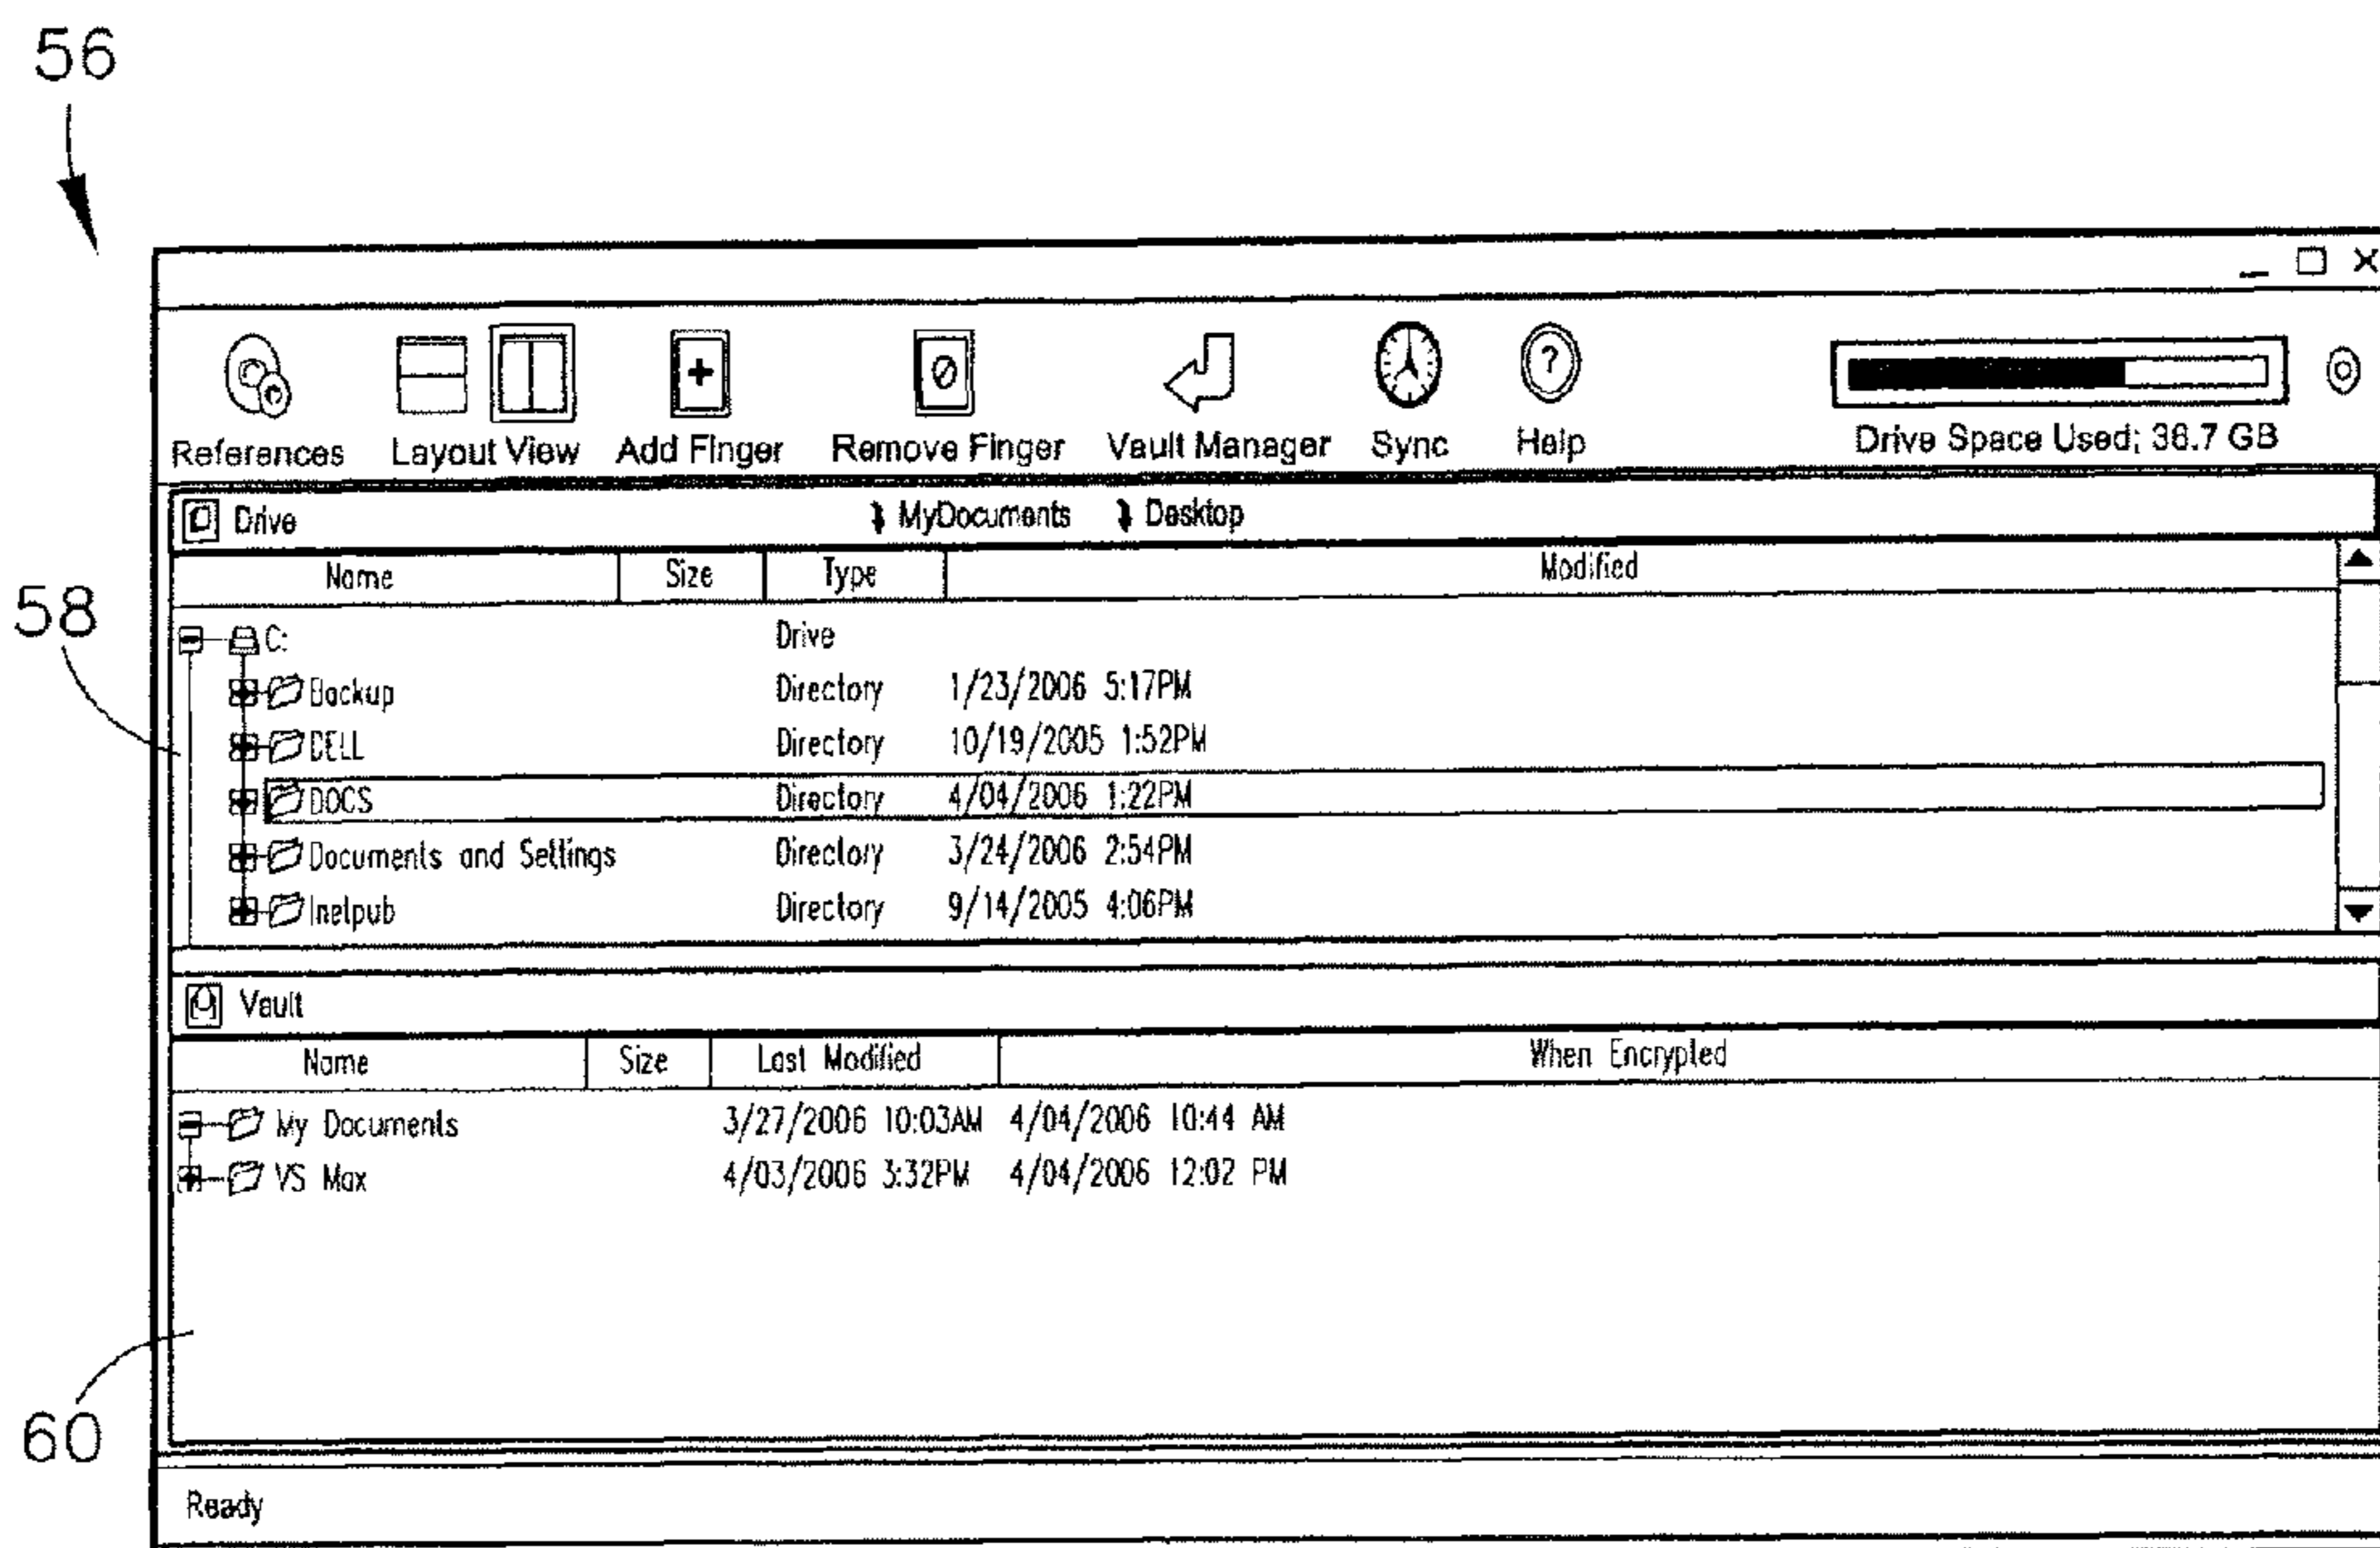 56
References Layout View Add Finger Remove Finger Vault Manager Sync Help Drive Space Used; 38.7 GB
Drive MyDocuments Desktop
Name Size Type Modified
58
C: Drive
Backup Directory 1/23/2006 5:17PM
DELL Directory 10/19/2005 1:52PM
DOCS Directory 4/04/2006 1:22PM
Documents and Settings Directory 3/24/2006 2:54PM
Inetpub Directory 9/14/2005 4:06PM
Vault
Name Size Last Modified When Encrypted
My Documents 3/27/2006 10:03AM 4/04/2006 10:44 AM
VS Max 4/03/2006 3:32PM 4/04/2006 12:02 PM
60
Ready